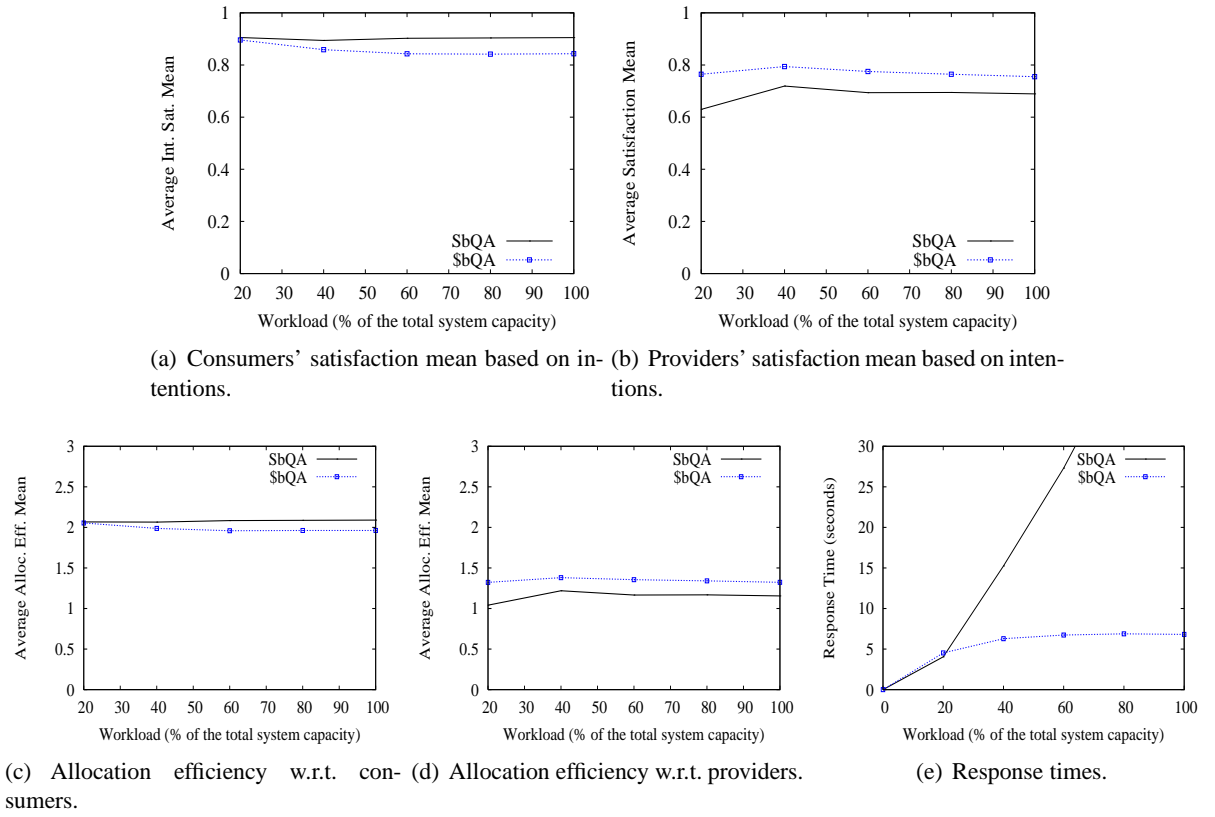 1
0.8
0.6
0.4
0.2
0
20 30 40 50 60 70 80 90 100
Average Int. Sat. Mean
Workload (% of the total system capacity)
SbQA
$bQA
(a) Consumers' satisfaction mean based on in-
tentions.
1
0.8
0.6
0.4
0.2
0
20 30 40 50 60 70 80 90 100
Average Satisfaction Mean
Workload (% of the total system capacity)
SbQA
$bQA
(b) Providers' satisfaction mean based on inten-
tions.
3
2.5
2
1.5
1
0.5
0
20 30 40 50 60 70 80 90 100
Average Alloc. Eff. Mean
Workload (% of the total system capacity)
SbQA
$bQA
(c) Allocation efficiency w.r.t. con-
sumers.
3
2.5
2
1.5
1
0.5
0
20 30 40 50 60 70 80 90 100
Average Alloc. Eff. Mean
Workload (% of the total system capacity)
SbQA
$bQA
(d) Allocation efficiency w.r.t. providers.
30
25
20
15
10
5
0
0 20 40 60 80 100
Response Time (seconds)
Workload (% of the total system capacity)
SbQA
$bQA
(e) Response times.